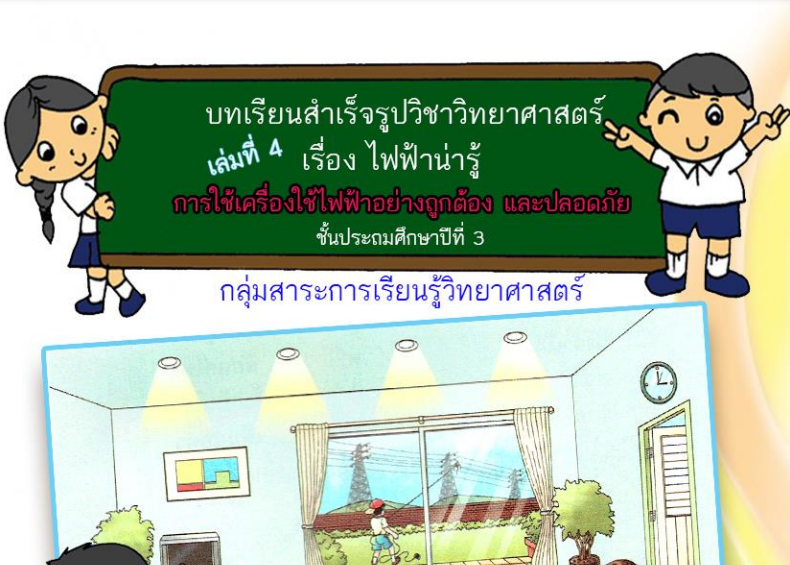 บทเรียนสำเร็จรูปวิชาวิทยาศาสตร์
เล่มที่ 4 เรื่อง ไฟฟ้าน่ารู้
การใช้เครื่องใช้ไฟฟ้าอย่างถูกต้อง และปลอดภัย
ชั้นประถมศึกษาปีที่ 3
กลุ่มสาระการเรียนรู้วิทยาศาสตร์